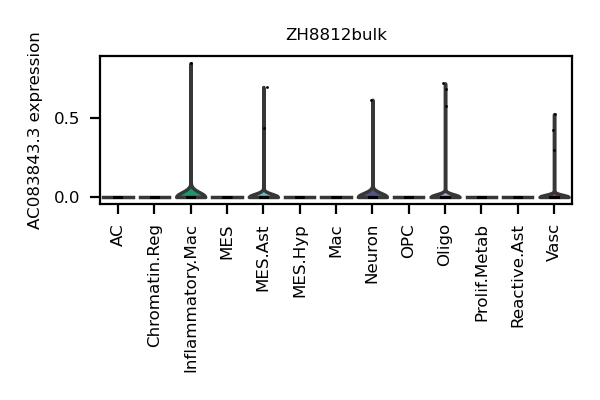 ZH8812bulk
AC083843.3 expression
0.5
0.0
AC
Chromatin.Reg
Inflammatory.Mac
MES
MES.Ast
MES.Hyp
Mac
Neuron
OPC
Oligo
Prolif.Metab
Reactive.Ast
Vasc